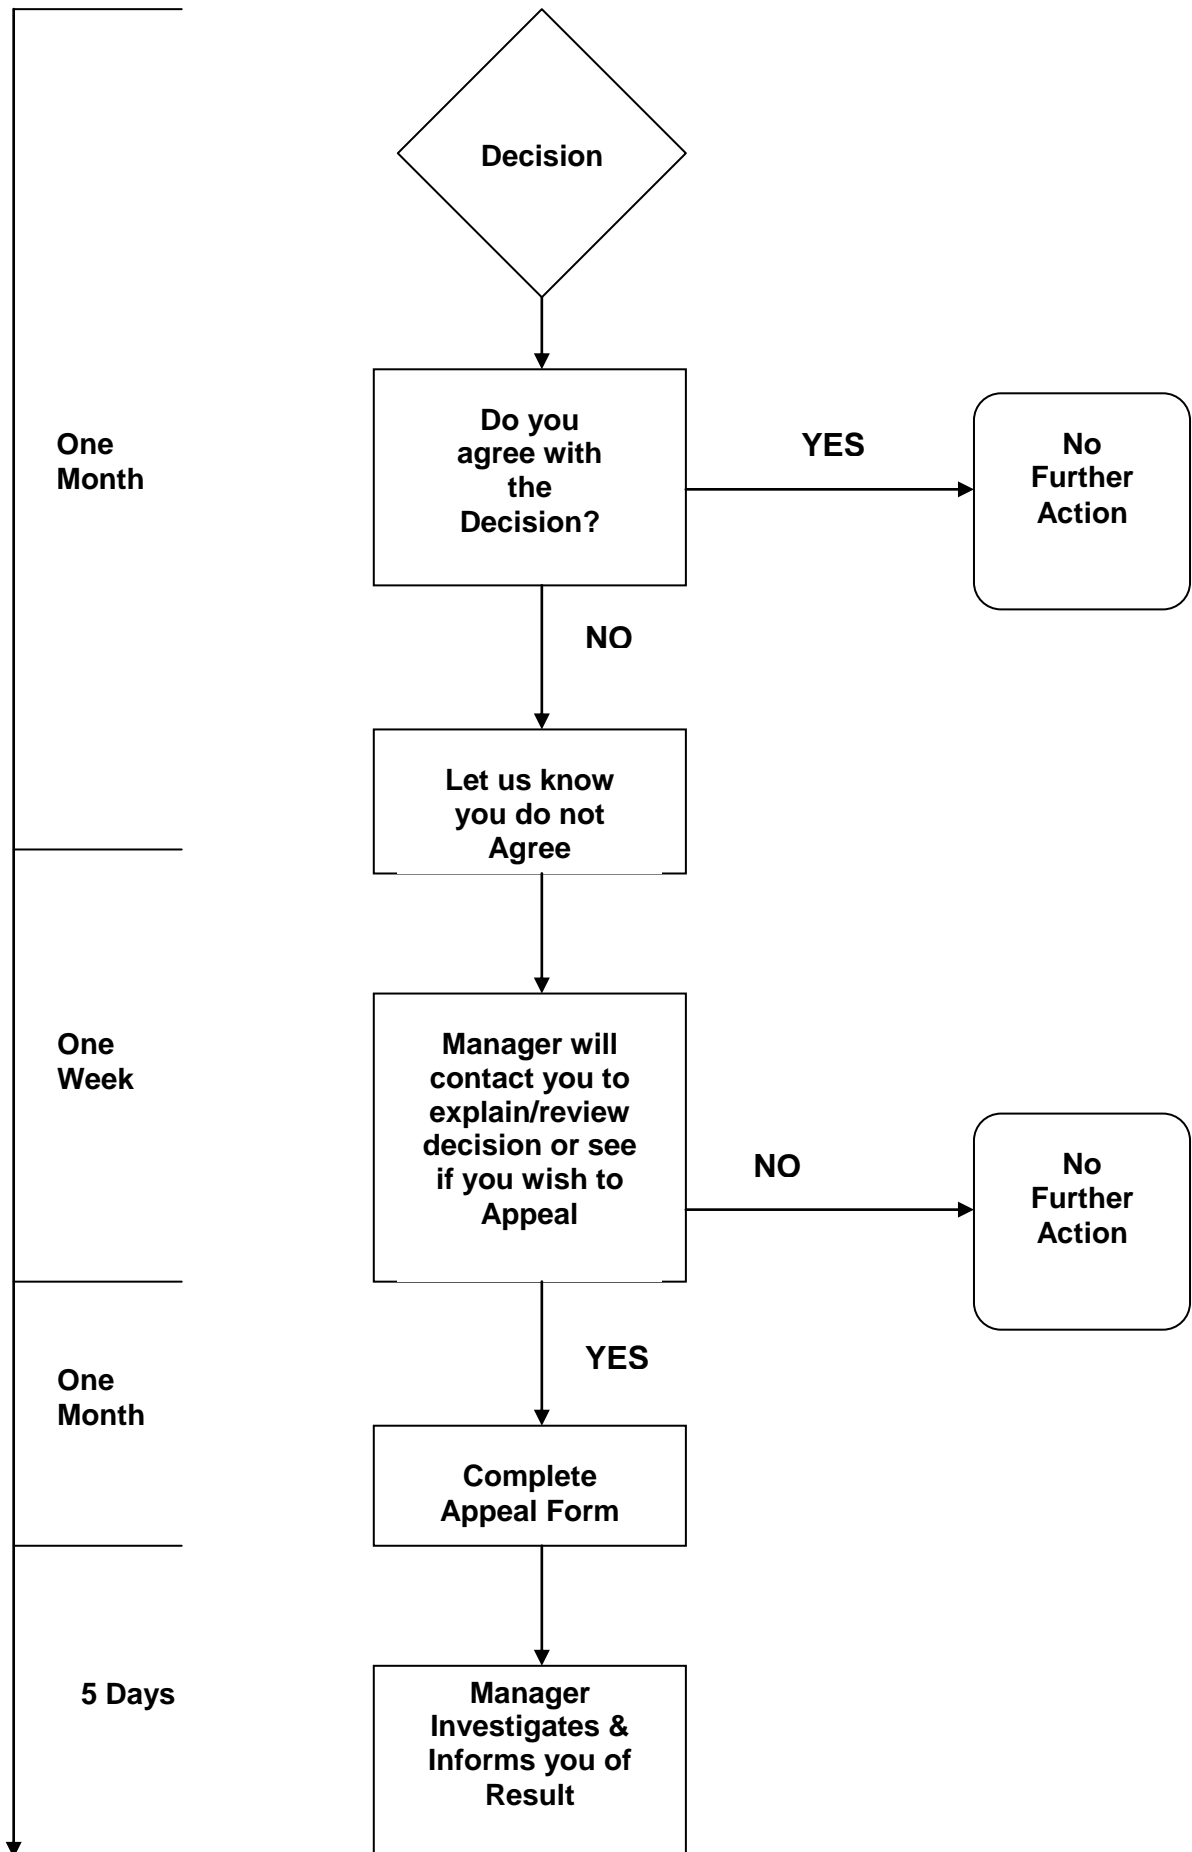 Decision
Do you
agree with
the
Decision?
YES
No
Further
Action
One
Month
NO
Let us know
you do not
Agree
One
Week
Manager will
contact you to
explain/review
decision or see
if you wish to
Appeal
NO
No
Further
Action
YES
One
Month
Complete
Appeal Form
5 Days
Manager
Investigates &
Informs you of
Result